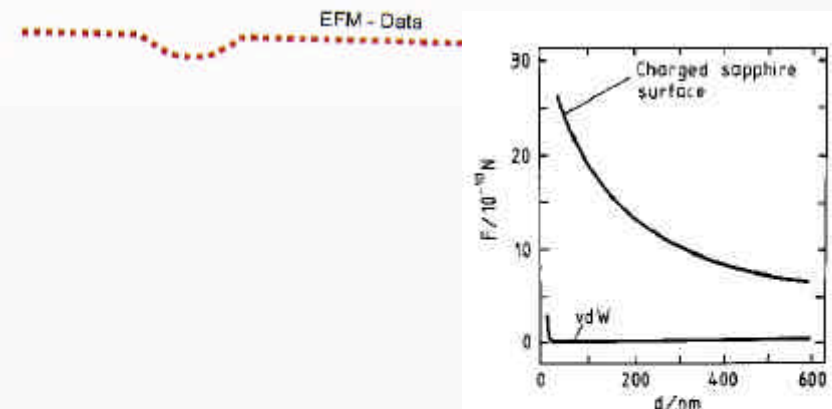 EFM - Data
30
Charged sapphire
surface
20
F/10⁻¹⁰N
10
vdW
0
0 200 400 600
d/nm